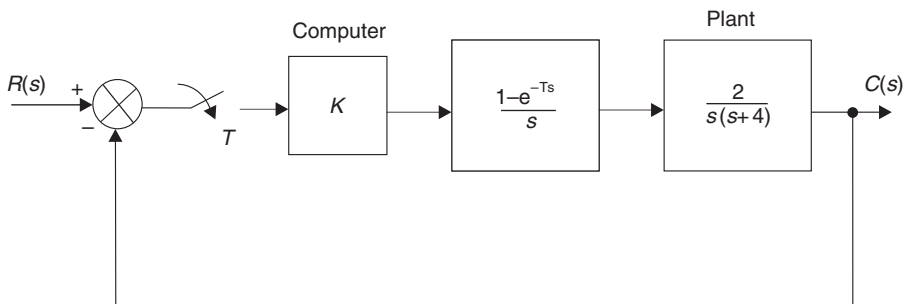 Computer
Plant
R(s)
+
−
T
K
1–e^{–Ts}
s
2
s(s+4)
C(s)